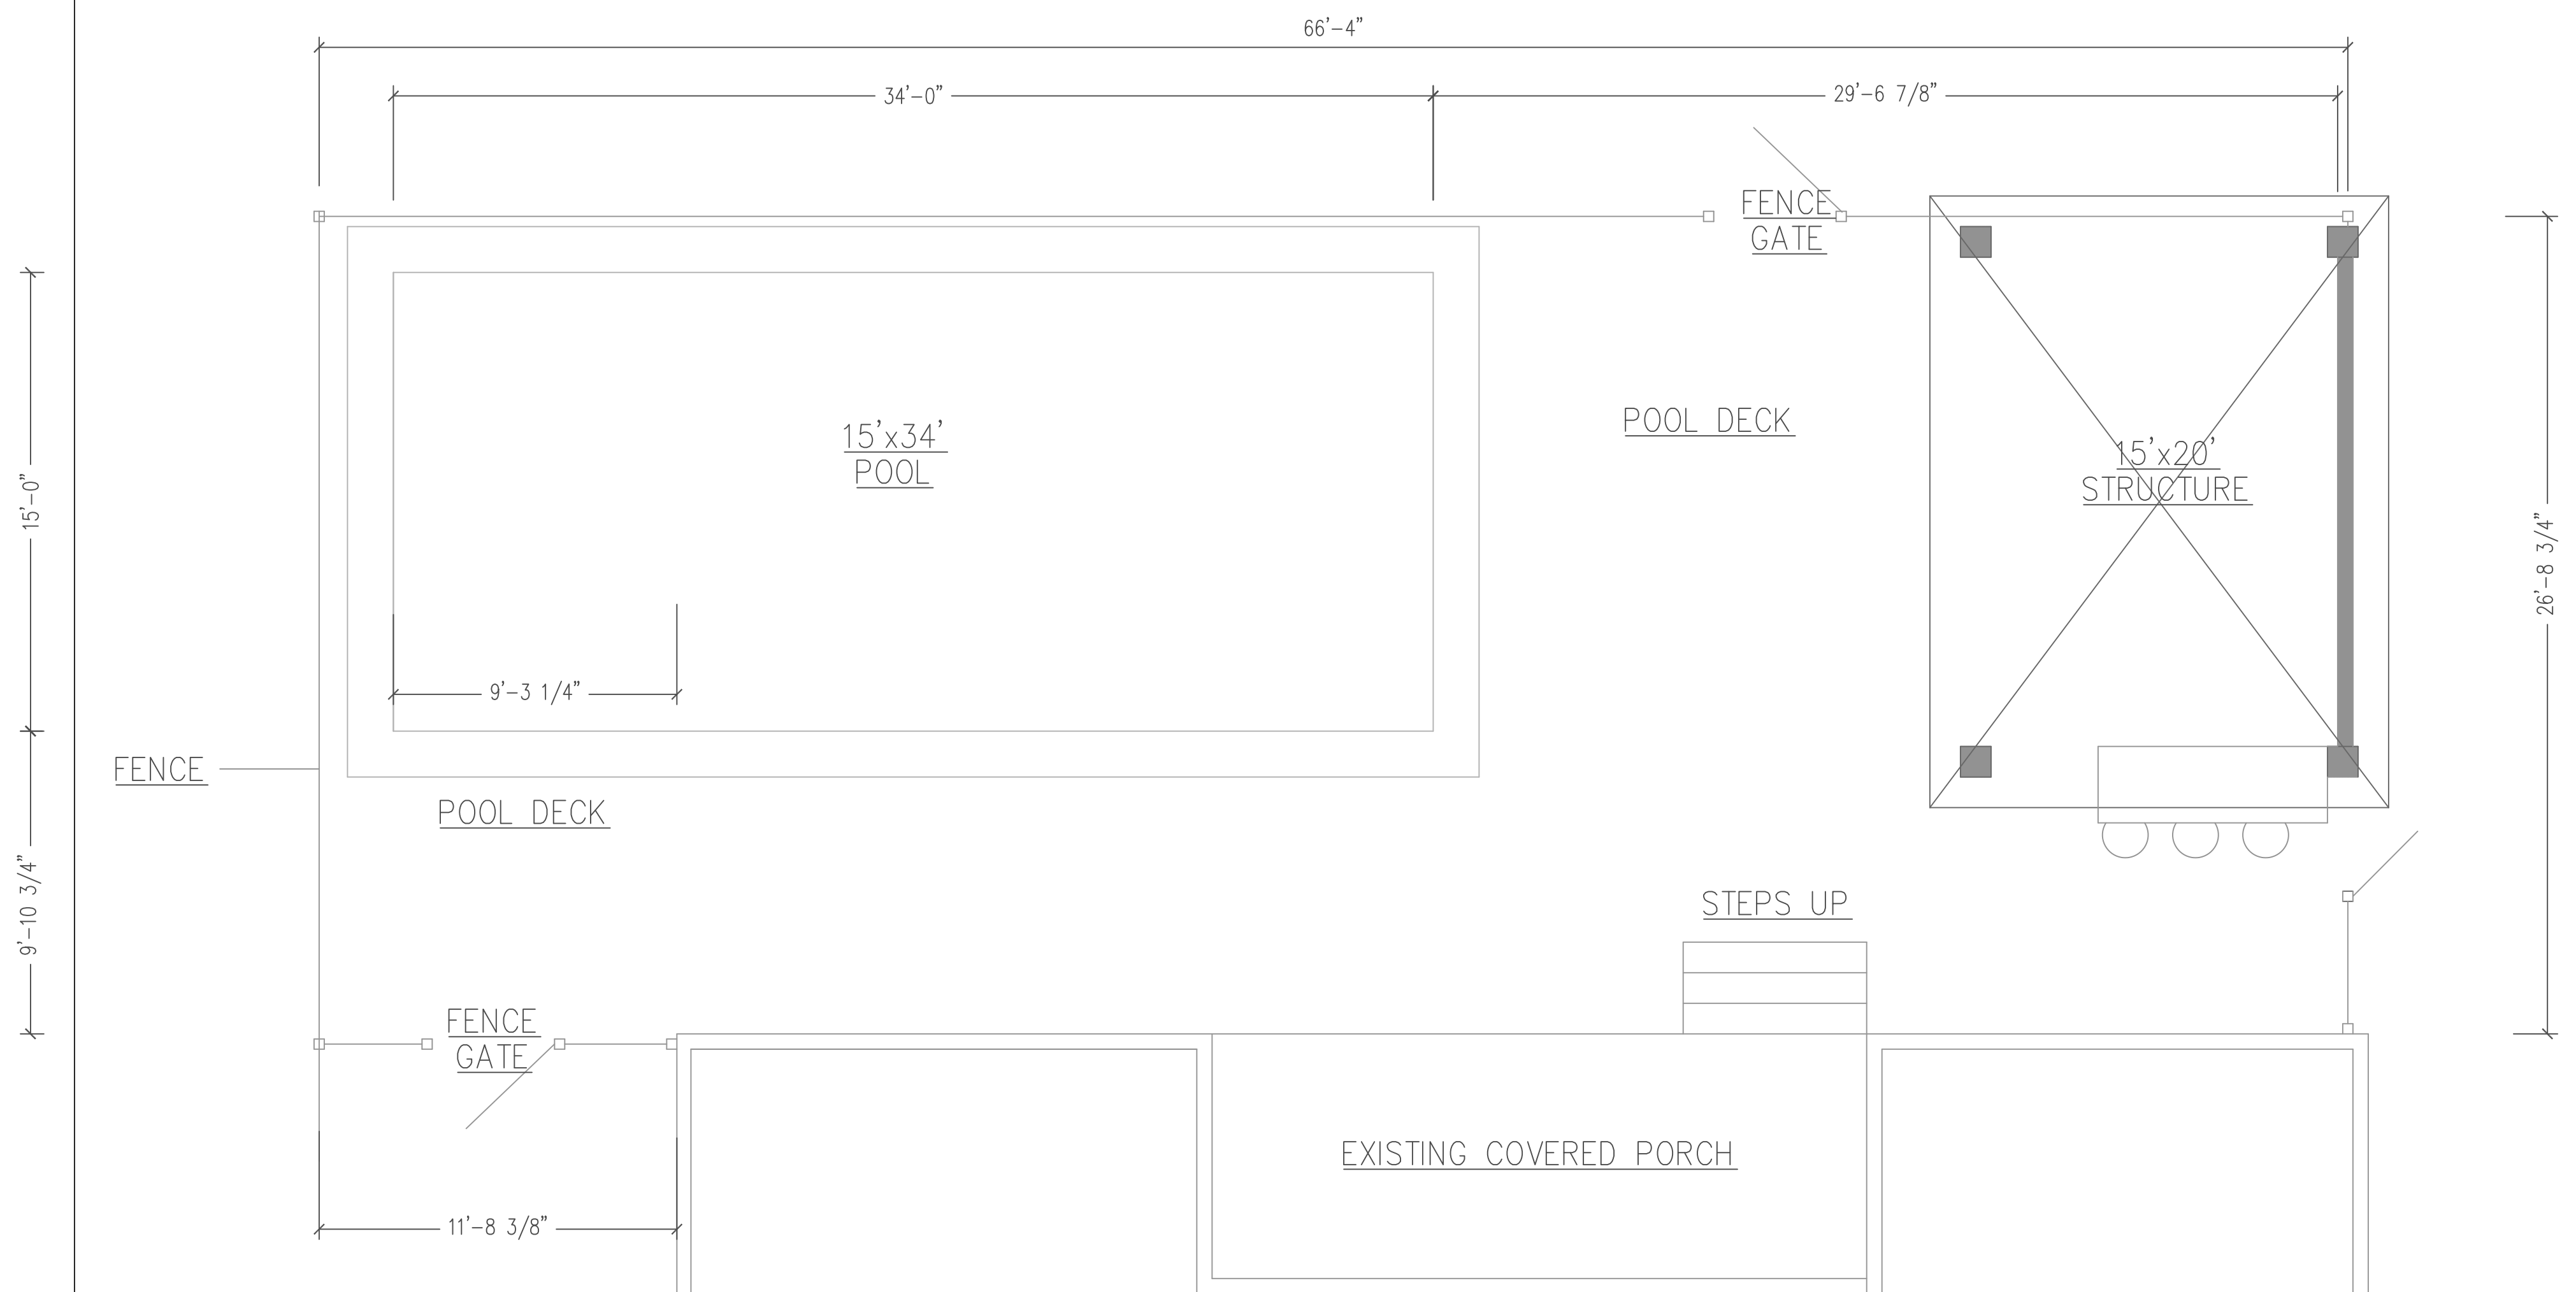 66'-4"
34'-0"
29'-6 7/8"
FENCE
GATE
15'x34'
POOL
POOL DECK
15'x20'
STRUCTURE
15'-0"
26'-8 3/4"
9'-3 1/4"
FENCE
POOL DECK
9'-10 3/4"
STEPS UP
FENCE
GATE
EXISTING COVERED PORCH
11'-8 3/8"